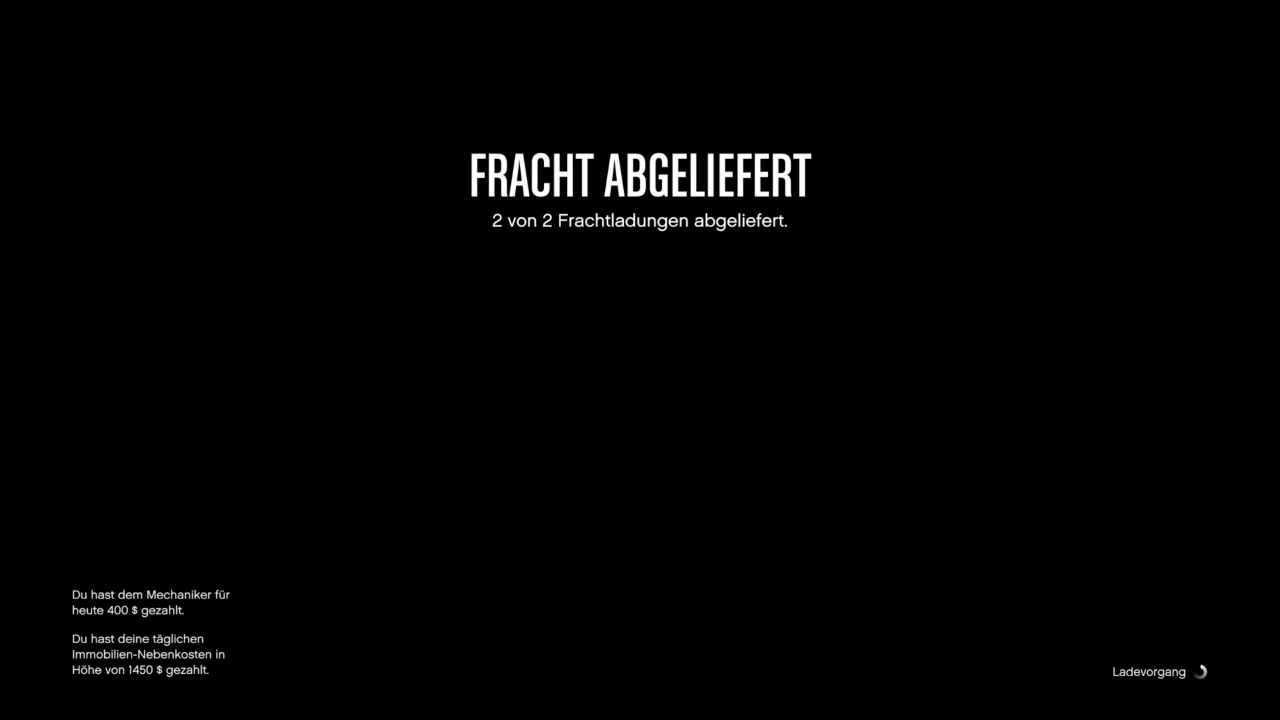 FRACHT ABGELIEFERT
2 von 2 Frachtladungen abgeliefert.
Du hast dem Mechaniker für
heute 400 $ gezahlt.
Du hast deine täglichen
Immobilien-Nebenkosten in
Höhe von 1450 $ gezahlt.
Ladevorgang